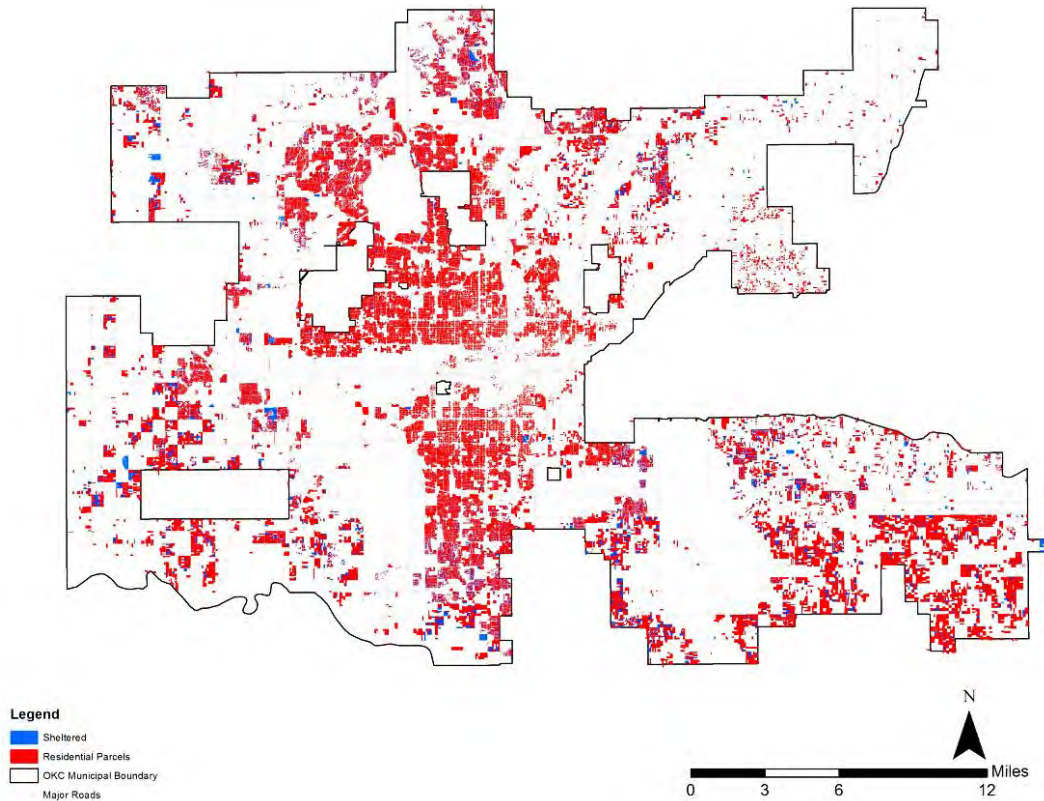 N
Legend
Sheltered
Residential Parcels
OKC Municipal Boundary
Major Roads
Miles
0 3 6 12